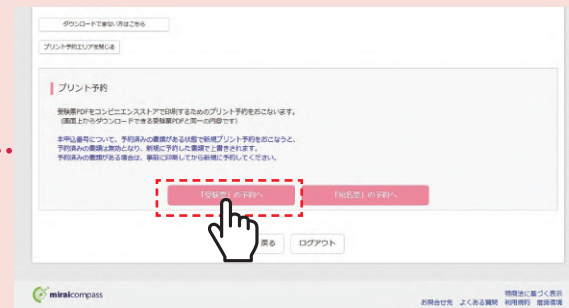 ダウンロードできない方はこちら
プリント予約エリアを閉じる
プリント予約
受験票PDFをコンビニエンスストアで印刷するためのプリント予約をおこないます。
(画面上からダウンロードできる受験票PDFと同一の内容です)
本申込番号について、予約済みの書類がある状態で新規プリント予約をおこなうと、
予約済みの書類は無効となり、新規に予約した書類で上書きされます。
予約済みの書類がある場合は、事前に印刷してから新規に予約してください。
「受験票」の予約へ 「宛名票」の予約へ
戻る ログアウト
miraicompass
特商法に基づく表示
お問合せ先 よくある質問 利用規約 推奨環境